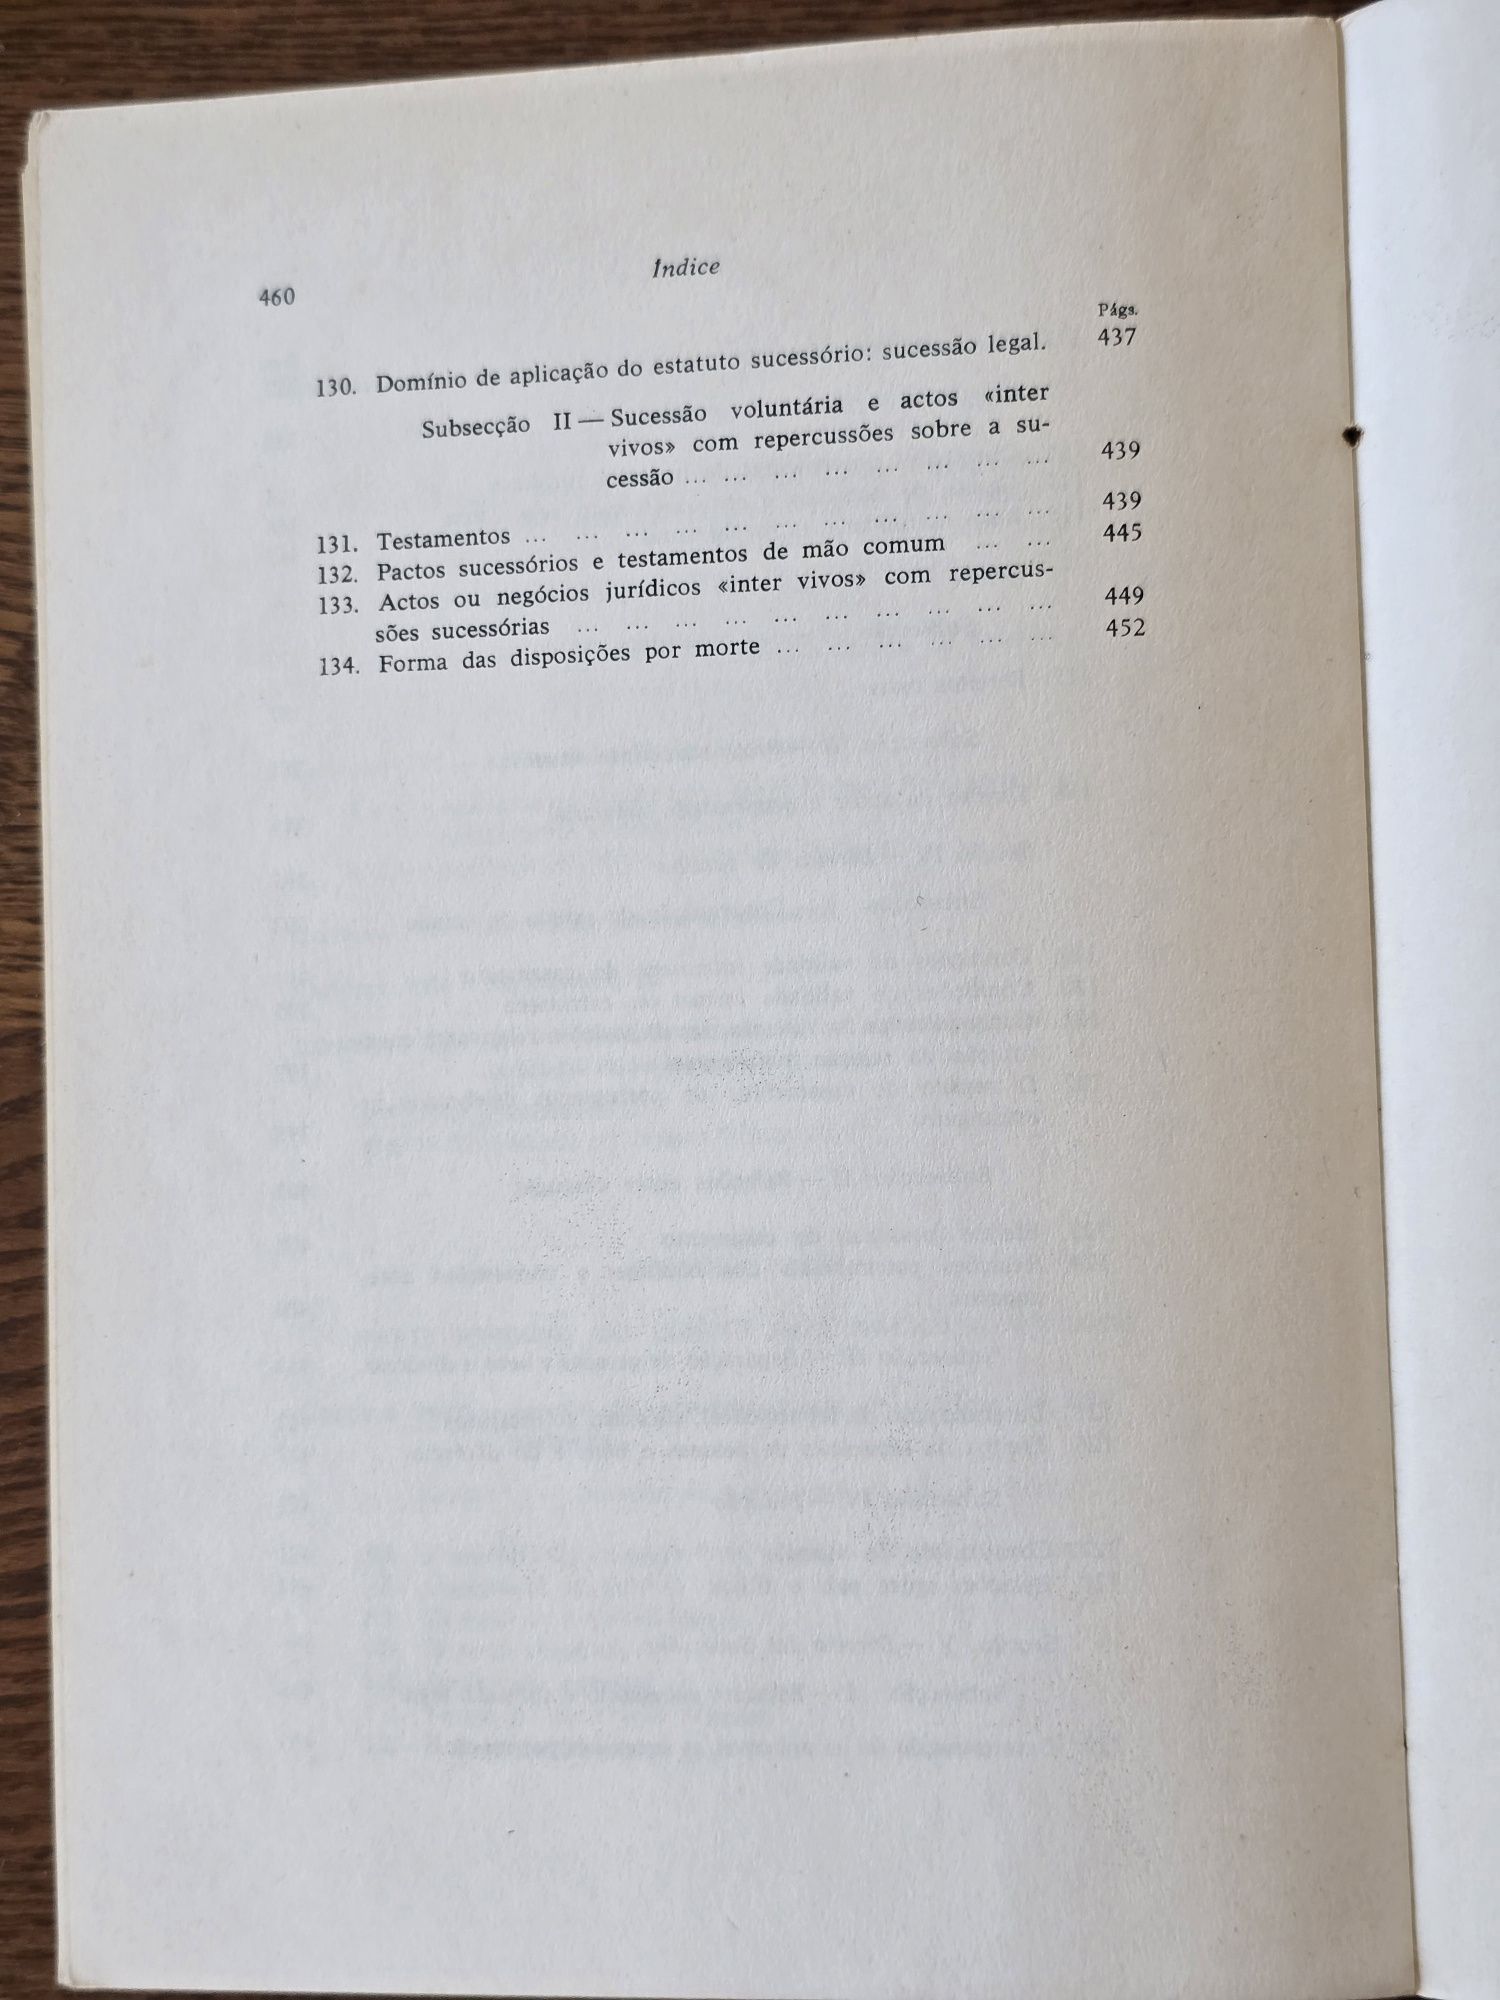 460
Indice
Págs.
130. Domínio de aplicação do estatuto sucessório: sucessão legal. 437
Subsecção II — Sucessão voluntária e actos «inter
vivos» com repercussões sobre a su-
cessão ... ... ... ... ... ... ... ... 439
131. Testamentos ... ... ... ... ... ... ... ... ... ... ... 439
132. Pactos sucessórios e testamentos de mão comum ... ... 445
133. Actos ou negócios jurídicos «inter vivos» com repercus-
sões sucessórias ... ... ... ... ... ... ... ... ... ... 449
134. Forma das disposições por morte ... ... ... ... ... ... 452